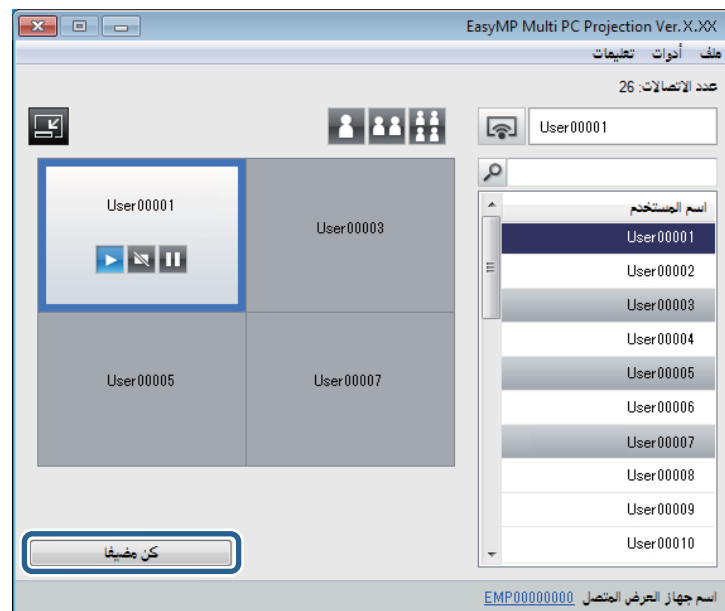 EasyMP Multi PC Projection Ver.X.XX
ملف أدوات تعليمات
عدد الاتصالات: 26
User00001
اسم المستخدم
User00001
User00002
User00003
User00004
User00005
User00006
User00007
User00008
User00009
User00010
User00001
User00003
User00005
User00007
كن مضيفا
اسم جهاز العرض المتصل EMP00000000